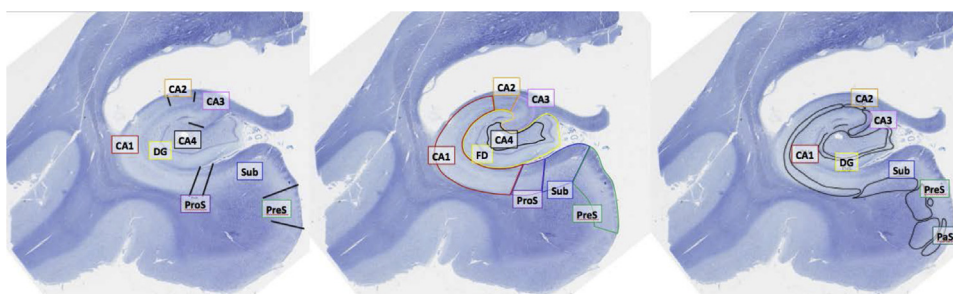 CA2
CA3
CA4
CA1
DG
Sub
ProS
PreS
CA2
CA3
CA4
CA1
FD
Sub
ProS
PreS
CA2
CA3
CA1
DG
Sub
PreS
PaS